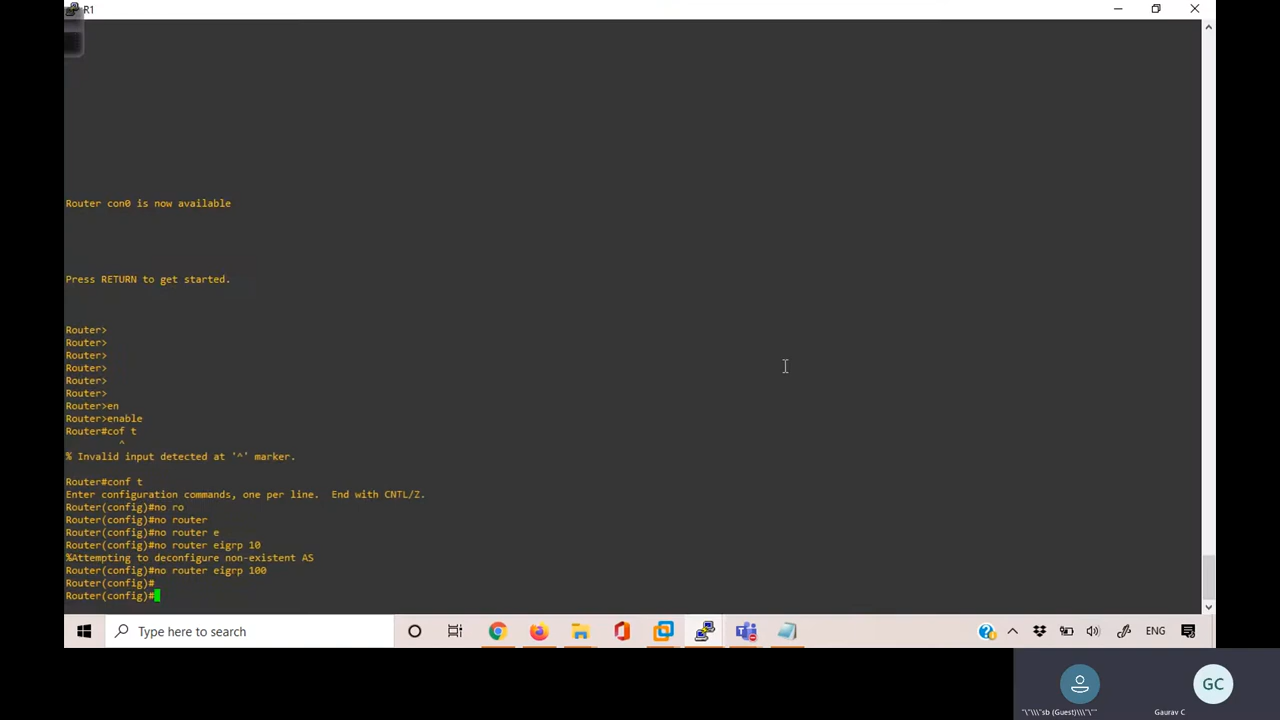 R1
Router con0 is now available
Press RETURN to get started.
Router>
Router>
Router>
Router>
Router>
Router>
Router>en
Router>enable
Router#cof t
^
% Invalid input detected at '^' marker.
Router#conf t
Enter configuration commands, one per line.  End with CNTL/Z.
Router(config)#no ro
Router(config)#no router
Router(config)#no router e
Router(config)#no router eigrp 10
%Attempting to deconfigure non-existent AS
Router(config)#no router eigrp 100
Router(config)#
Router(config)#
Type here to search
ENG
GC
"\"\\\"sb (Guest)\\\"\""
Gaurav C